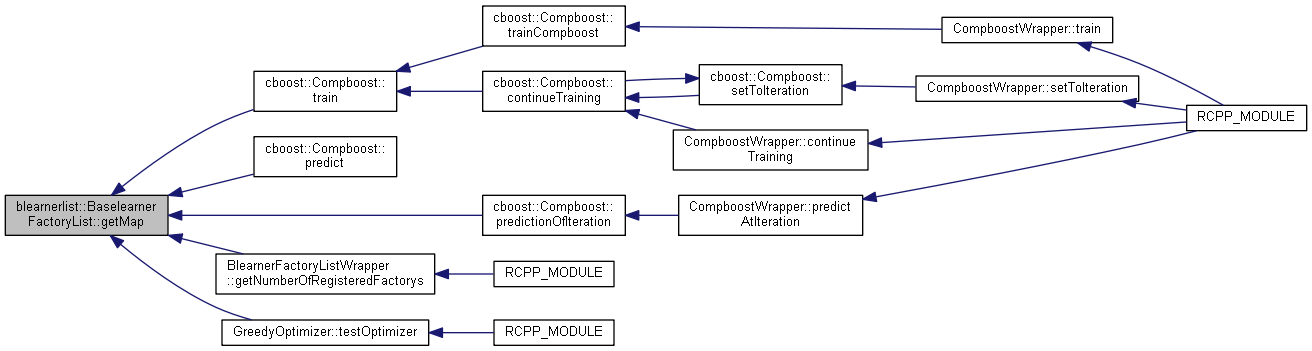 cboost::Compboost::
trainCompboost
CompboostWrapper::train
cboost::Compboost::
train
cboost::Compboost::
continueTraining
cboost::Compboost::
setToIteration
CompboostWrapper::setToIteration
RCPP_MODULE
cboost::Compboost::
predict
CompboostWrapper::continue
Training
blearnerlist::Baselearner
FactoryList::getMap
cboost::Compboost::
predictionOfIteration
CompboostWrapper::predict
AtIteration
BlearnerFactoryListWrapper
::getNumberOfRegisteredFactorys
RCPP_MODULE
GreedyOptimizer::testOptimizer
RCPP_MODULE